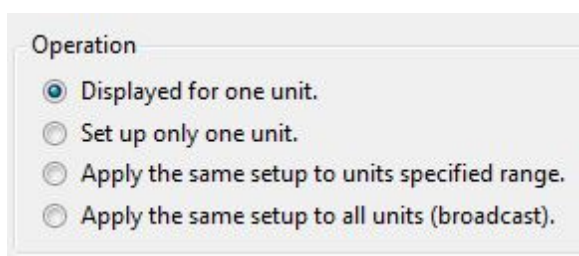 Operation
Displayed for one unit.
Set up only one unit.
Apply the same setup to units specified range.
Apply the same setup to all units (broadcast).